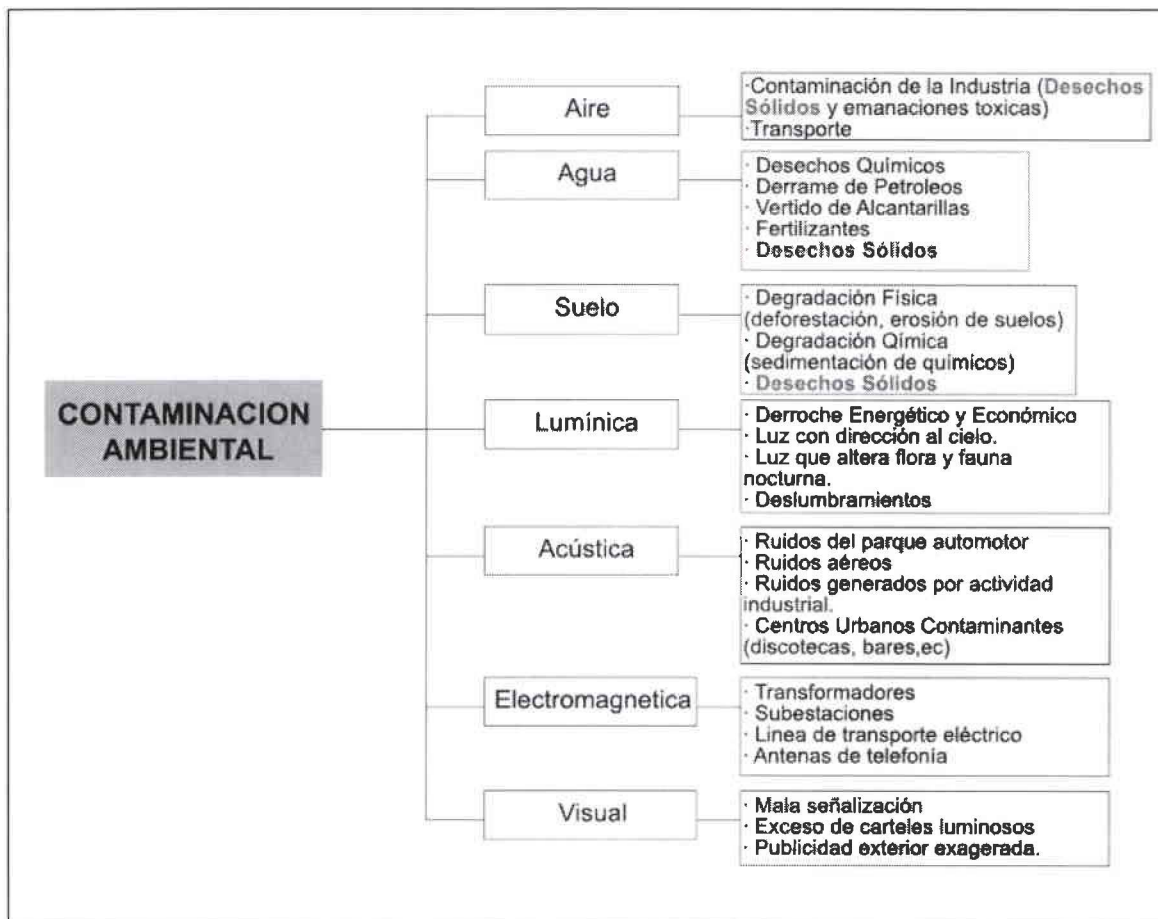 CONTAMINACION
AMBIENTAL
Aire
·Contaminación de la Industria (Desechos
Sólidos y emanaciones toxicas)
·Transporte
Agua
· Desechos Químicos
· Derrame de Petroleos
· Vertido de Alcantarillas
· Fertilizantes
· Desechos Sólidos
Suelo
· Degradación Física
(deforestación, erosión de suelos)
· Degradación Qímica
(sedimentación de químicos)
· Desechos Sólidos
Lumínica
· Derroche Energético y Económico
· Luz con dirección al cielo.
· Luz que altera flora y fauna
nocturna.
· Deslumbramientos
Acústica
· Ruidos del parque automotor
· Ruidos aéreos
· Ruidos generados por actividad
industrial.
· Centros Urbanos Contaminantes
(discotecas, bares,ec)
Electromagnetica
· Transformadores
· Subestaciones
· Linea de transporte eléctrico
· Antenas de telefonía
Visual
· Mala señalización
· Exceso de carteles luminosos
· Publicidad exterior exagerada.